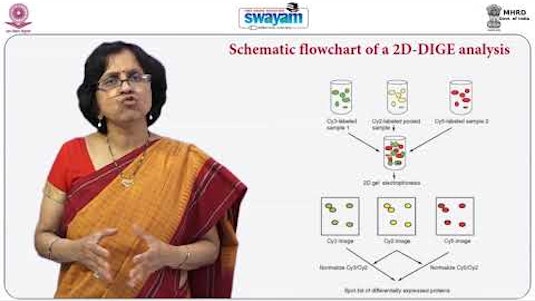 swayam
MHRD
Govt. of India
Schematic flowchart of a 2D-DIGE analysis
Cy3-labeled
sample 1
Cy2-labeled pooled
sample
Cy5-labeled sample 2
2D gel electrophoresis
Cy3 image
Cy2 image
Cy5 image
Normalize Cy3/Cy2
Normalize Cy5/Cy2
Spot list of differentially expressed proteins